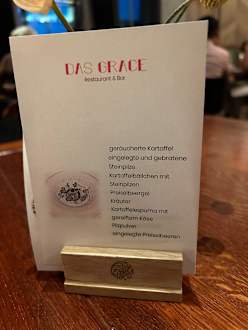 DAS GRACE
Restaurant & Bar
geräucherte Kartoffel
eingelegte und gebratene
Steinpilze
Kartoffelbällchen mit
Steinpilzen
Preiselbeergel
Kräuter
Kartoffelespuma mit
gereiftem Käse
Pilzpulver
eingelegte Preiselbeeren